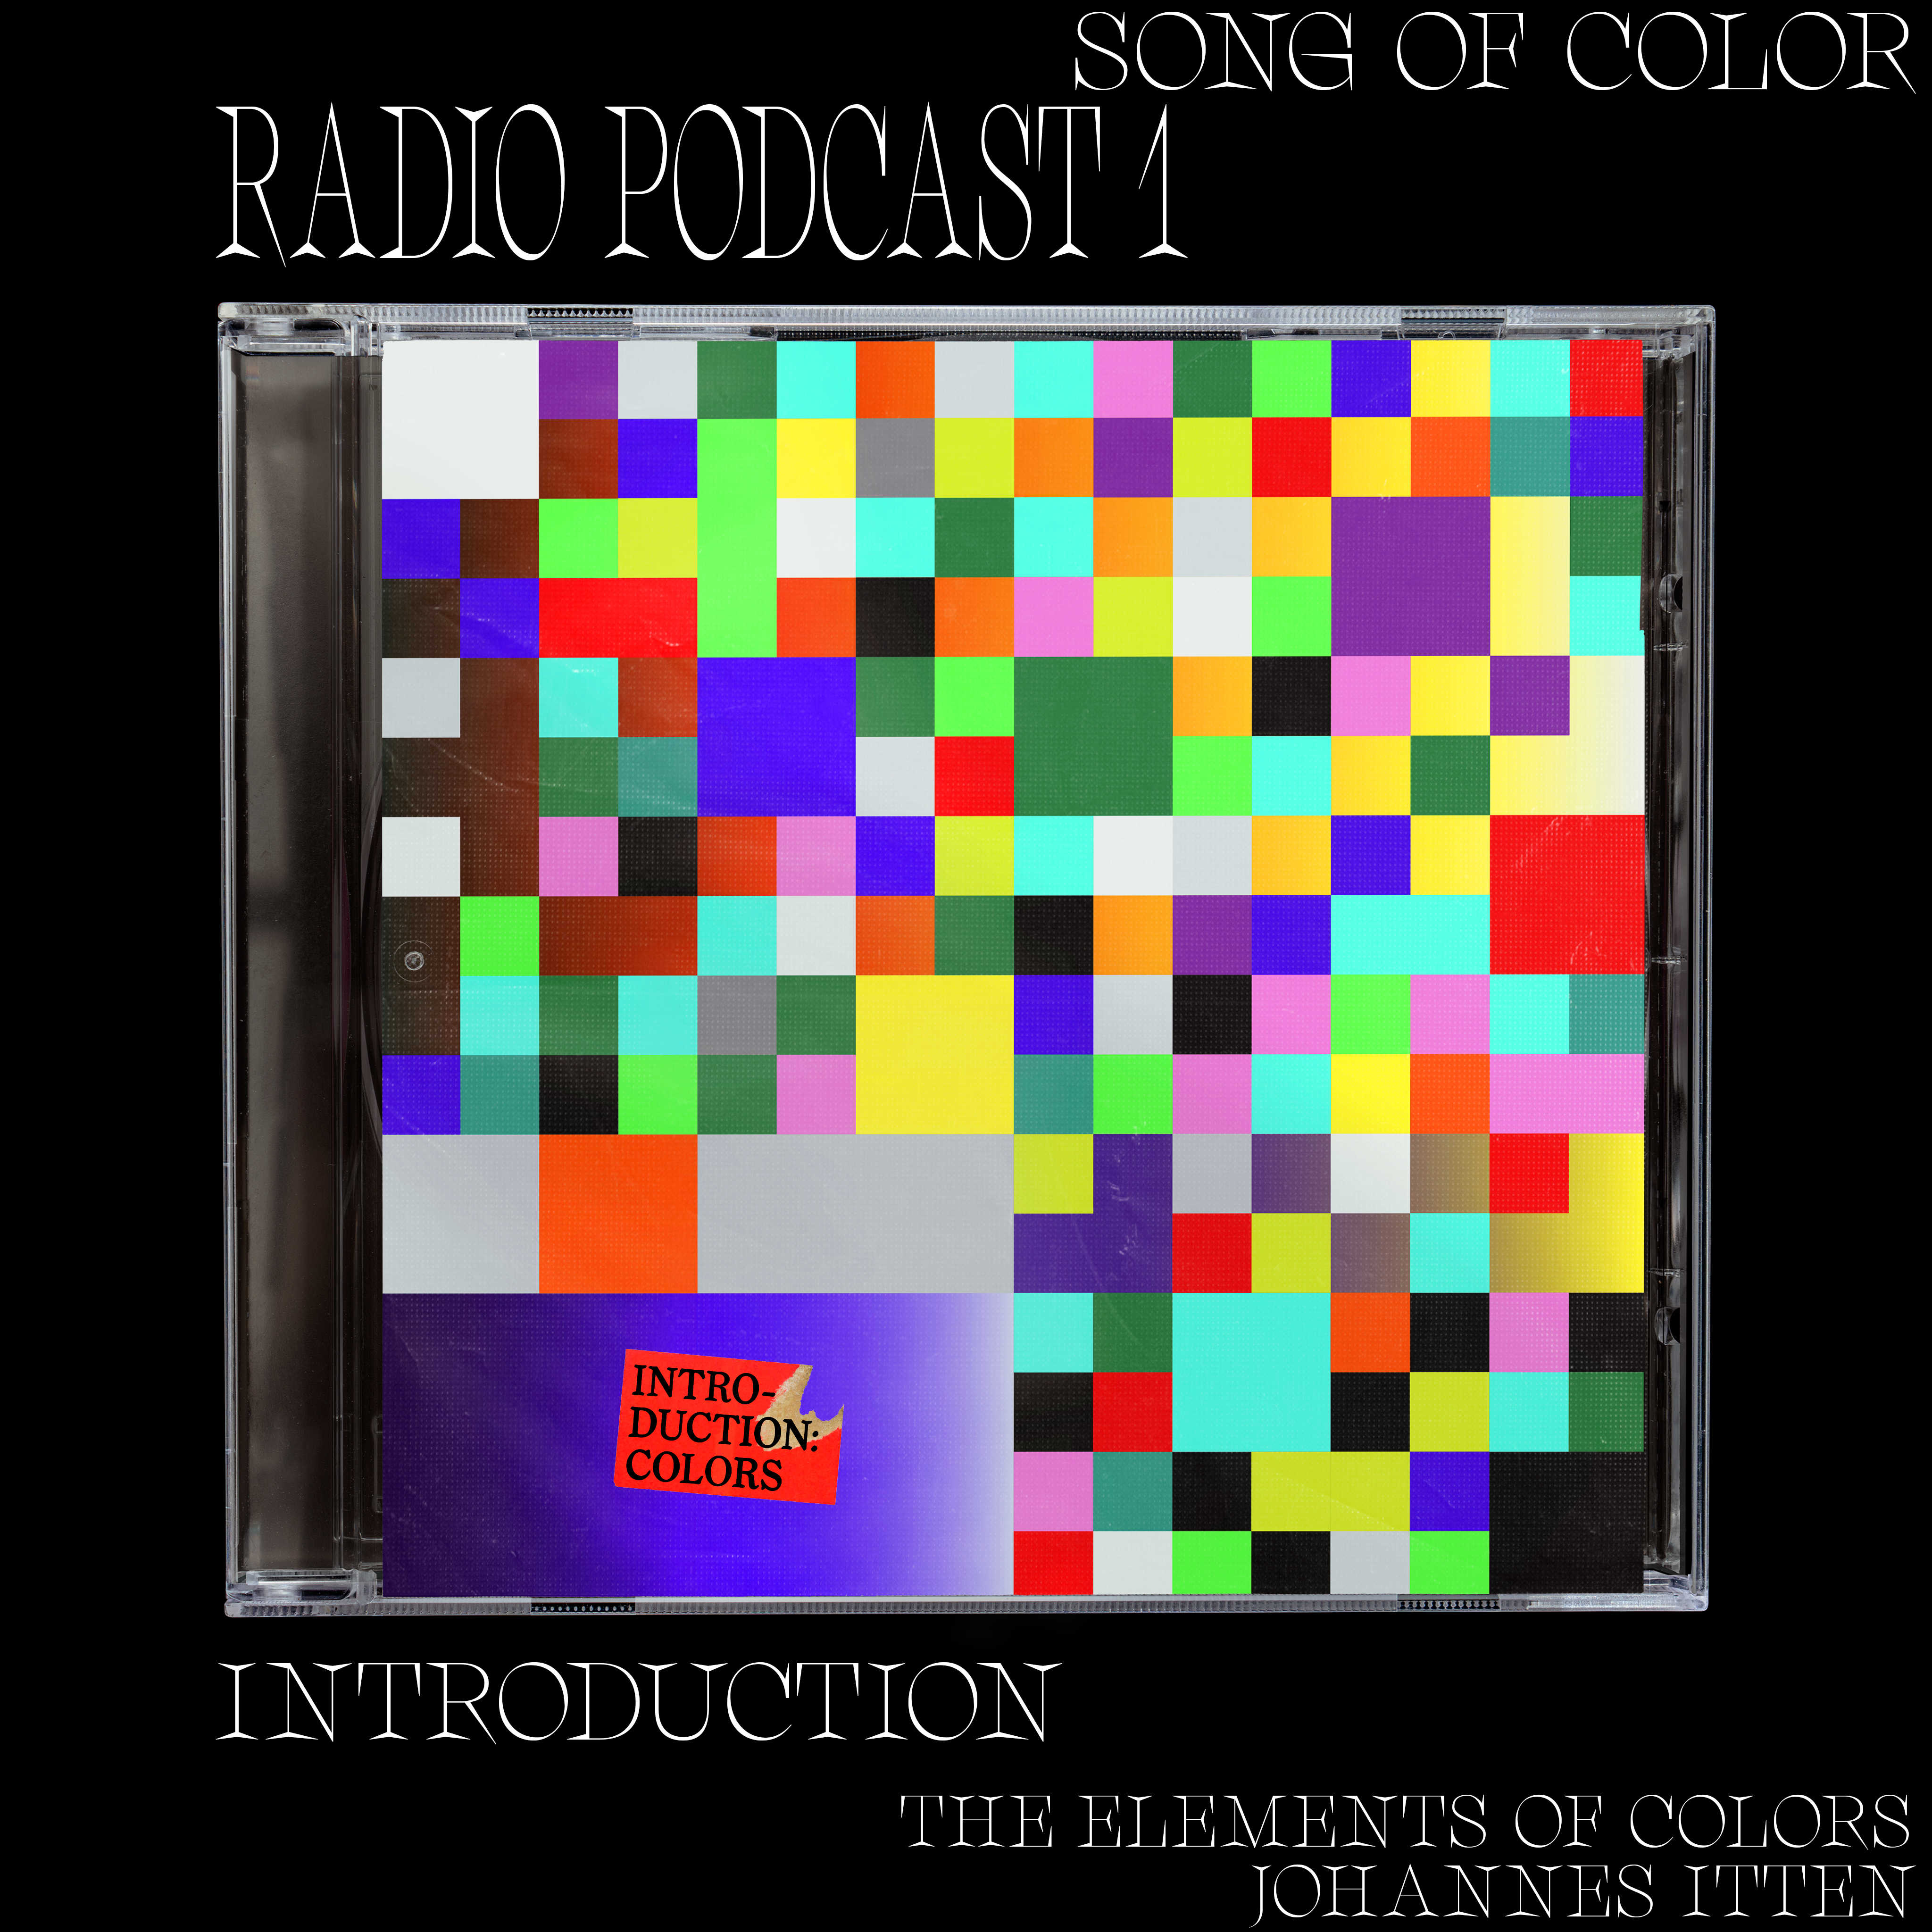 SONG OF COLOR
RADIO PODCAST 1
INTRO-
DUCTION:
COLORS
INTRODUCTION
THE ELEMENTS OF COLORS
JOHANNES ITTEN